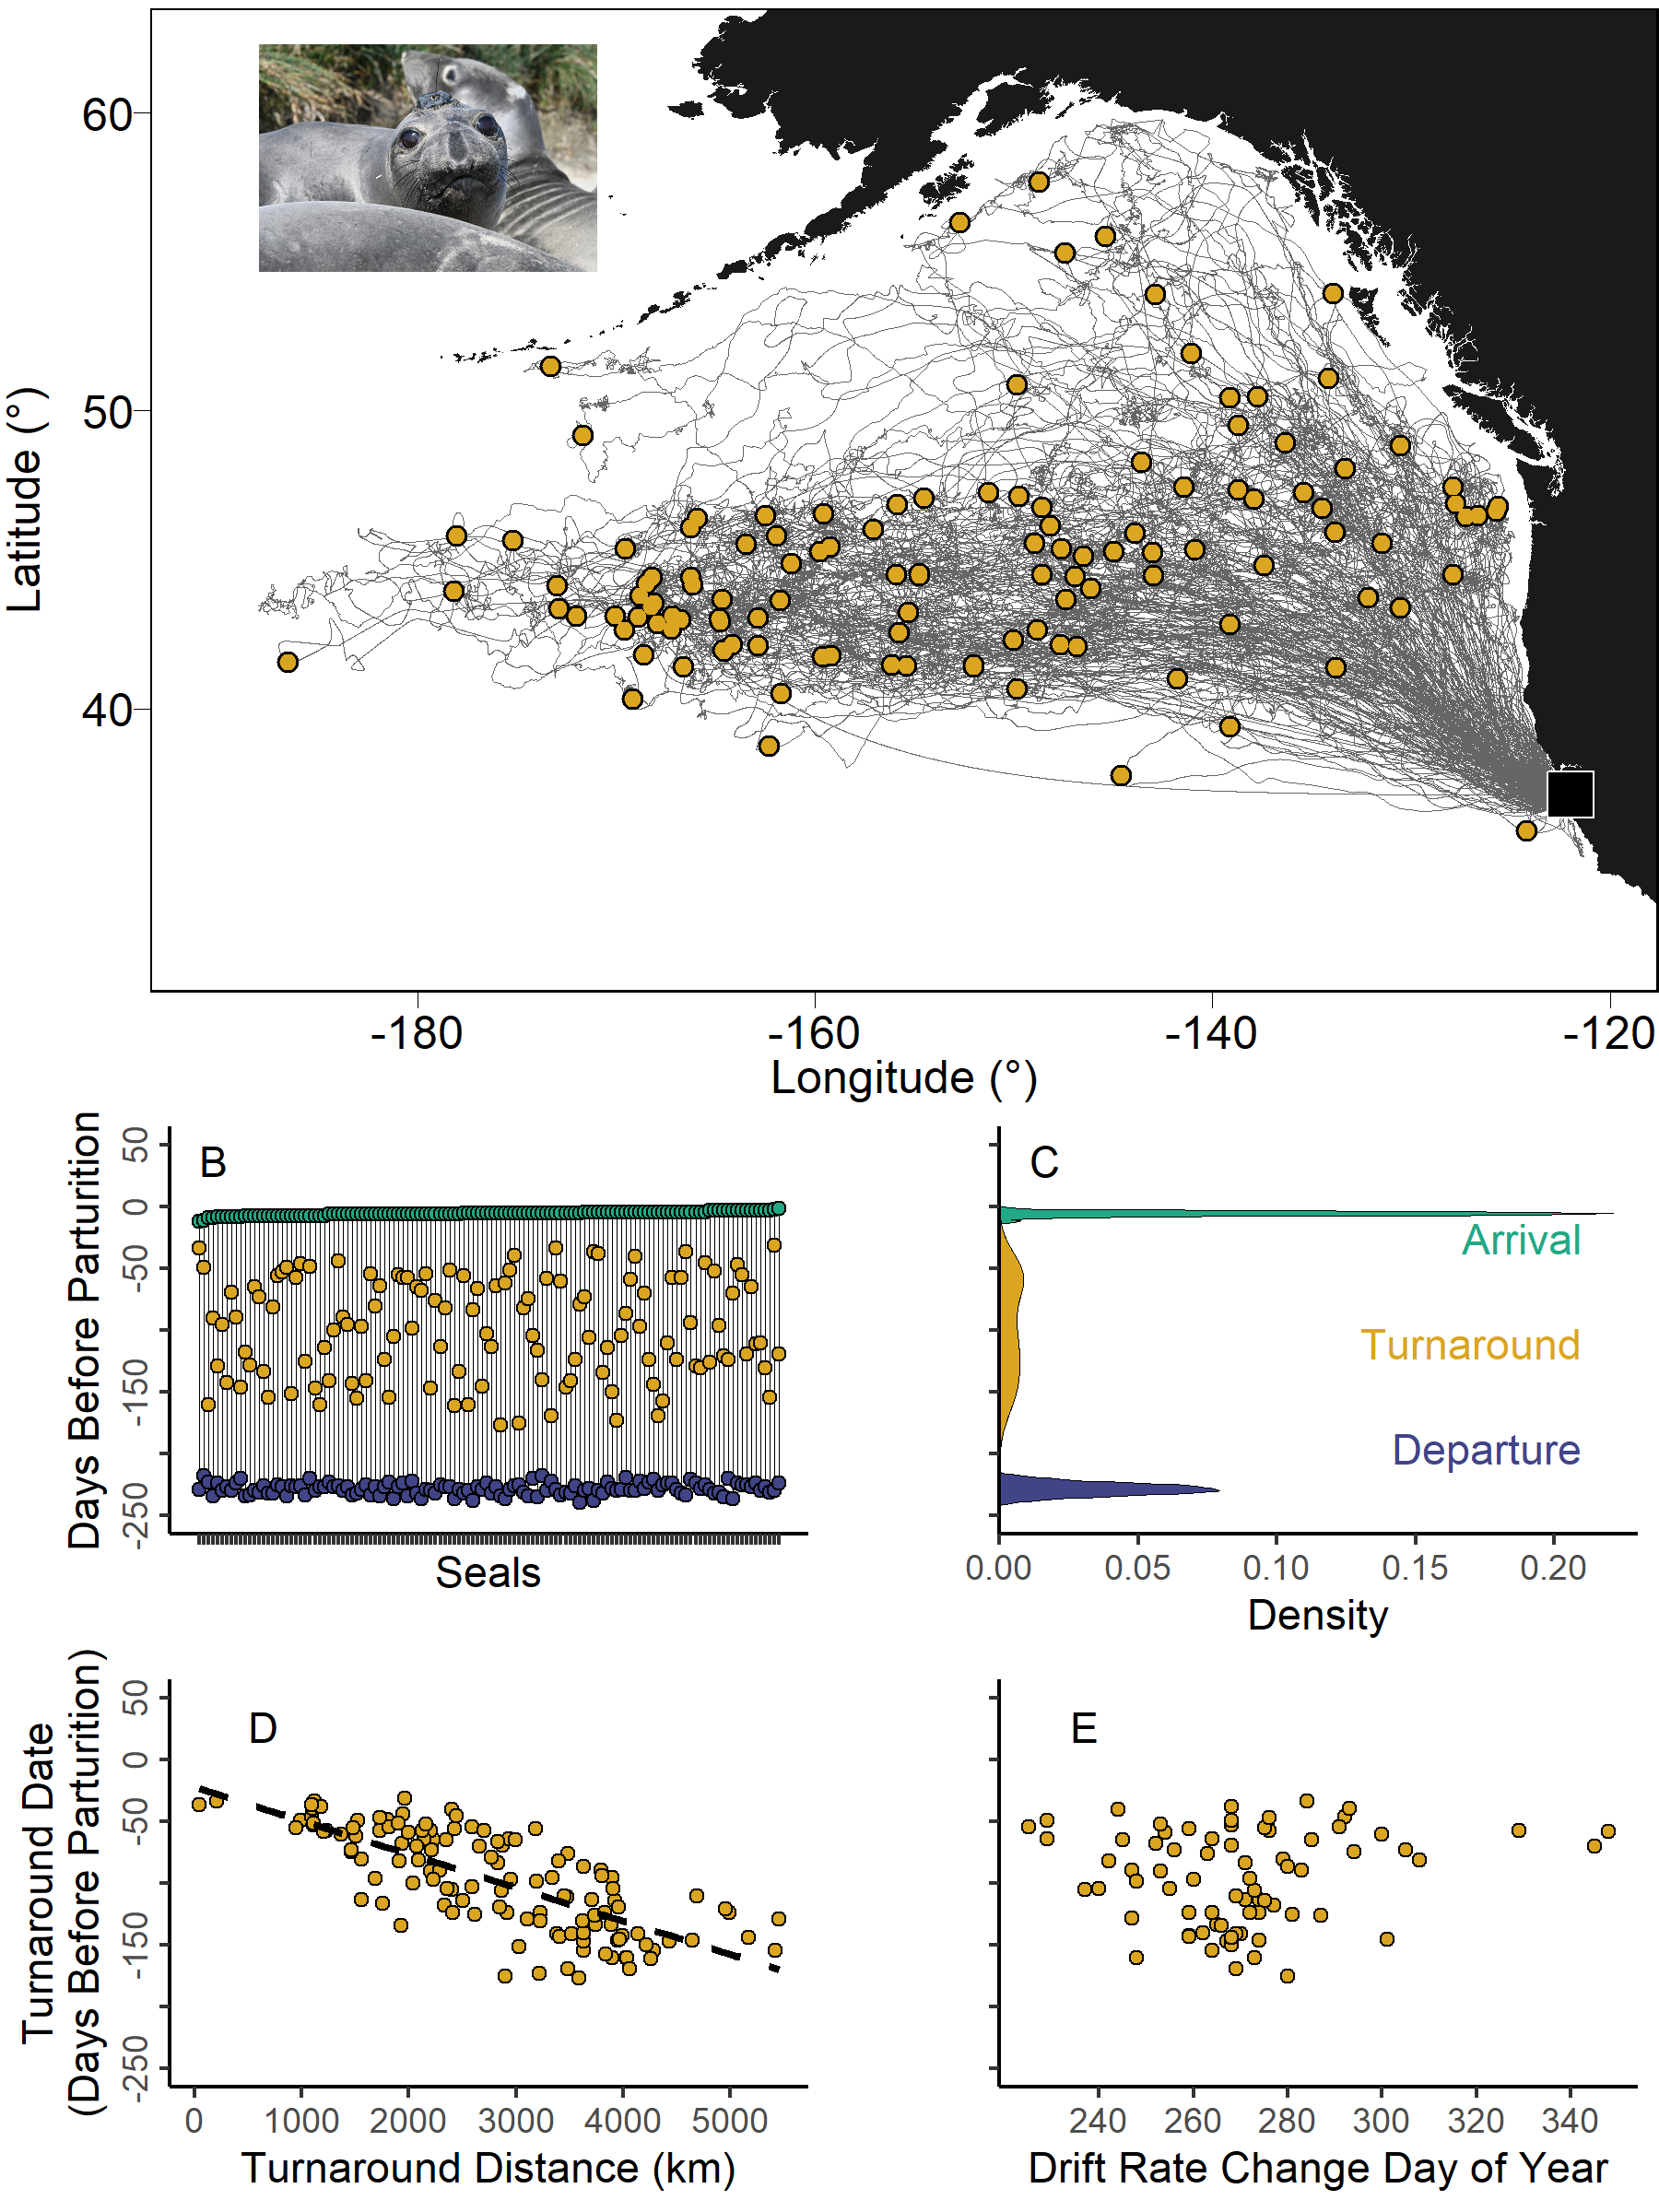 60
50
40
Latitude (°)
-180
-160
-140
-120
Longitude (°)
B
50
0
-50
-150
-250
Days Before Parturition
Seals
C
Arrival
Turnaround
Departure
0.00
0.05
0.10
0.15
0.20
Density
D
50
0
-50
-150
-250
Turnaround Date
(Days Before Parturition)
0
1000
2000
3000
4000
5000
Turnaround Distance (km)
E
240
260
280
300
320
340
Drift Rate Change Day of Year